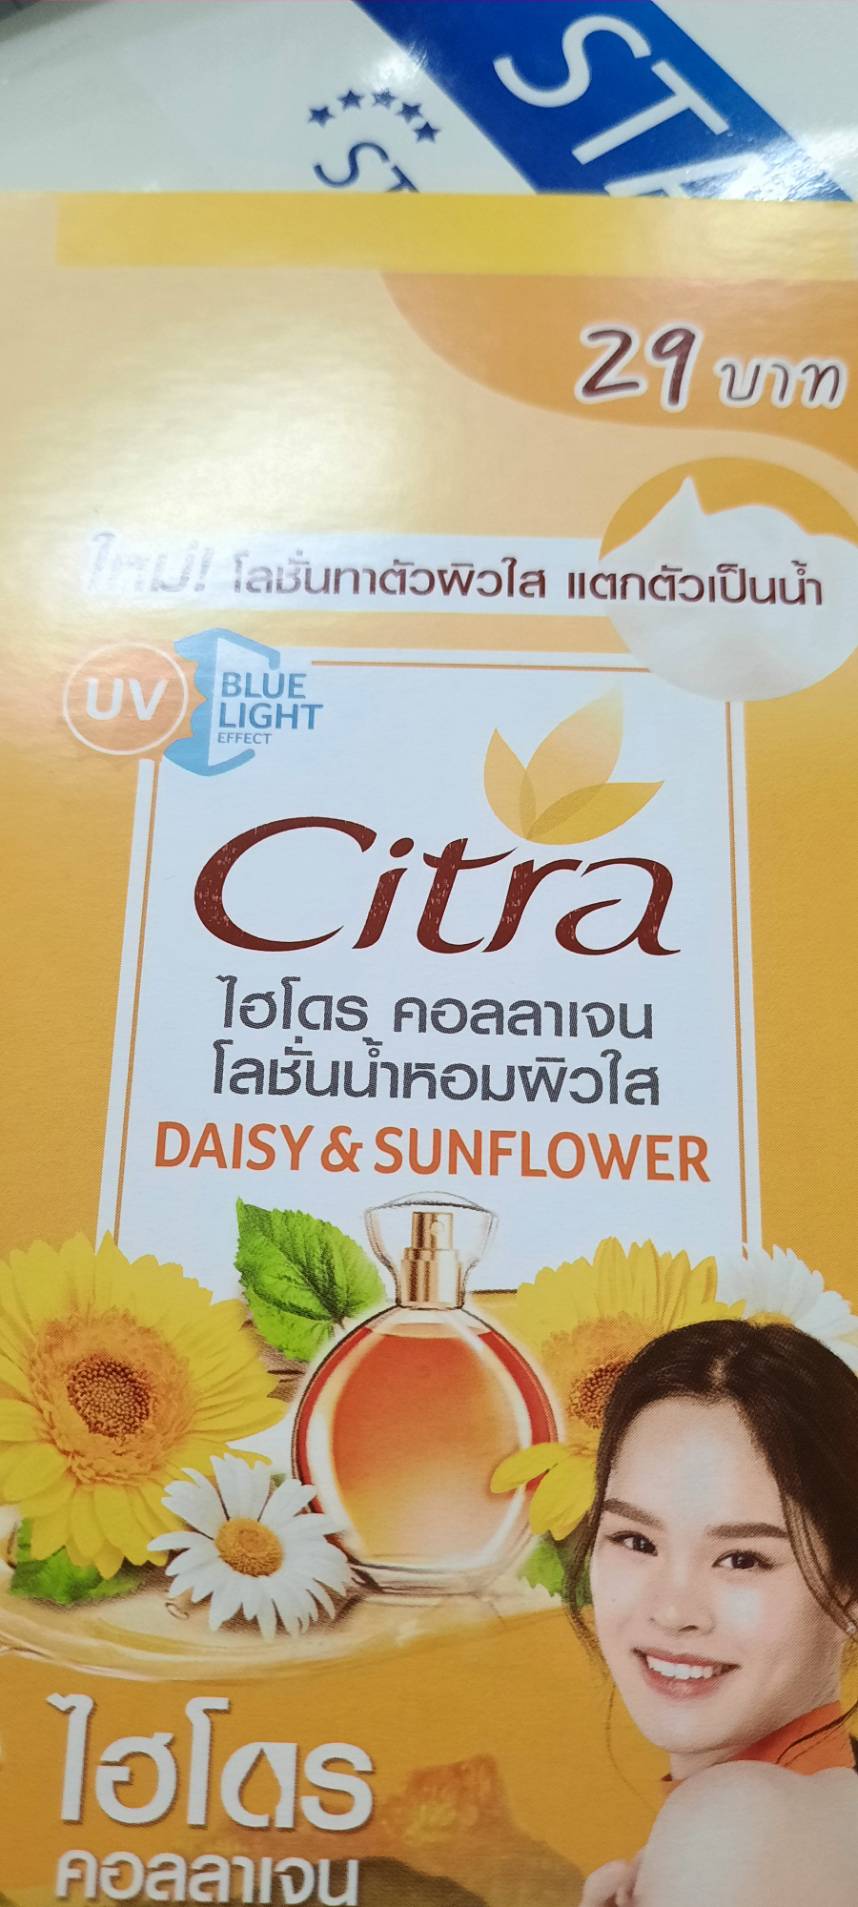 STA
ST
29 บาท
ใหม่! โลชั่นทาตัวผิวใส แตกตัวเป็นน้ำ
UV
BLUE
LIGHT
EFFECT
Citra
ไฮโดร คอลลาเจน
โลชั่นน้ำหอมผิวใส
DAISY & SUNFLOWER
ไฮโดร
คอลลาเจน